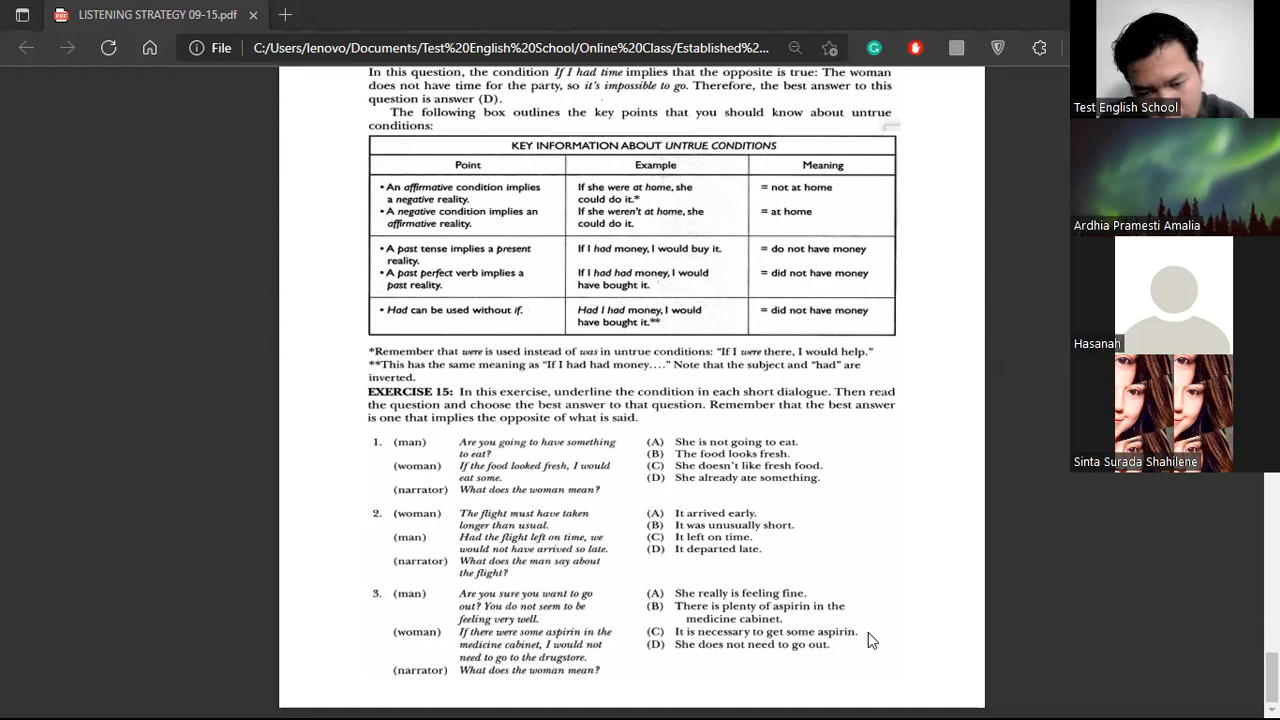 LISTENING STRATEGY 09-15.pdf
File
C:/Users/lenovo/Documents/Test%20English%20School/Online%20Class/Established%2...
In this question, the condition If I had time implies that the opposite is true: The woman
does not have time for the party, so it's impossible to go. Therefore, the best answer to this
question is answer (D).
The following box outlines the key points that you should know about untrue
conditions:
KEY INFORMATION ABOUT UNTRUE CONDITIONS
Point Example Meaning
• An affirmative condition implies If she were at home, she = not at home
a negative reality. could do it.*
• A negative condition implies an If she weren't at home, she = at home
affirmative reality. could do it.
• A past tense implies a present If I had money, I would buy it. = do not have money
reality.
• A past perfect verb implies a If I had had money, I would = did not have money
past reality. have bought it.
• Had can be used without if. Had I had money, I would = did not have money
have bought it.**
*Remember that were is used instead of was in untrue conditions: "If I were there, I would help."
**This has the same meaning as "If I had had money...." Note that the subject and "had" are
inverted.
EXERCISE 15: In this exercise, underline the condition in each short dialogue. Then read
the question and choose the best answer to that question. Remember that the best answer
is one that implies the opposite of what is said.
1. (man) Are you going to have something (A) She is not going to eat.
to eat? (B) The food looks fresh.
(woman) If the food looked fresh, I would (C) She doesn't like fresh food.
eat some. (D) She already ate something.
(narrator) What does the woman mean?
2. (woman) The flight must have taken (A) It arrived early.
longer than usual. (B) It was unusually short.
(man) Had the flight left on time, we (C) It left on time.
would not have arrived so late. (D) It departed late.
(narrator) What does the man say about
the flight?
3. (man) Are you sure you want to go (A) She really is feeling fine.
out? You do not seem to be (B) There is plenty of aspirin in the
feeling very well. medicine cabinet.
(woman) If there were some aspirin in the (C) It is necessary to get some aspirin.
medicine cabinet, I would not (D) She does not need to go out.
need to go to the drugstore.
(narrator) What does the woman mean?
Test English School
Ardhia Pramesti Amalia
Hasanah
Sinta Surada Shahilene